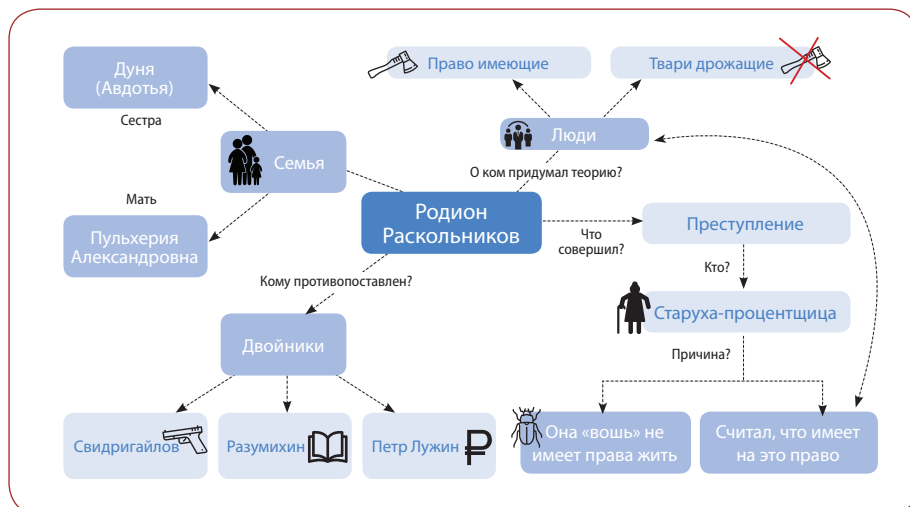 Дуня
(Авдотья)
Сестра
Семья
Мать
Пульхерия
Александровна
Право имеющие
Твари дрожащие
Люди
О ком придумал теорию?
Родион
Раскольников
Что
совершил?
Преступление
Кто?
Старуха-процентщица
Причина?
Она «вошь» не
имеет права жить
Считал, что имеет
на это право
Кому противопоставлен?
Двойники
Свидригайлов
Разумихин
Петр Лужин